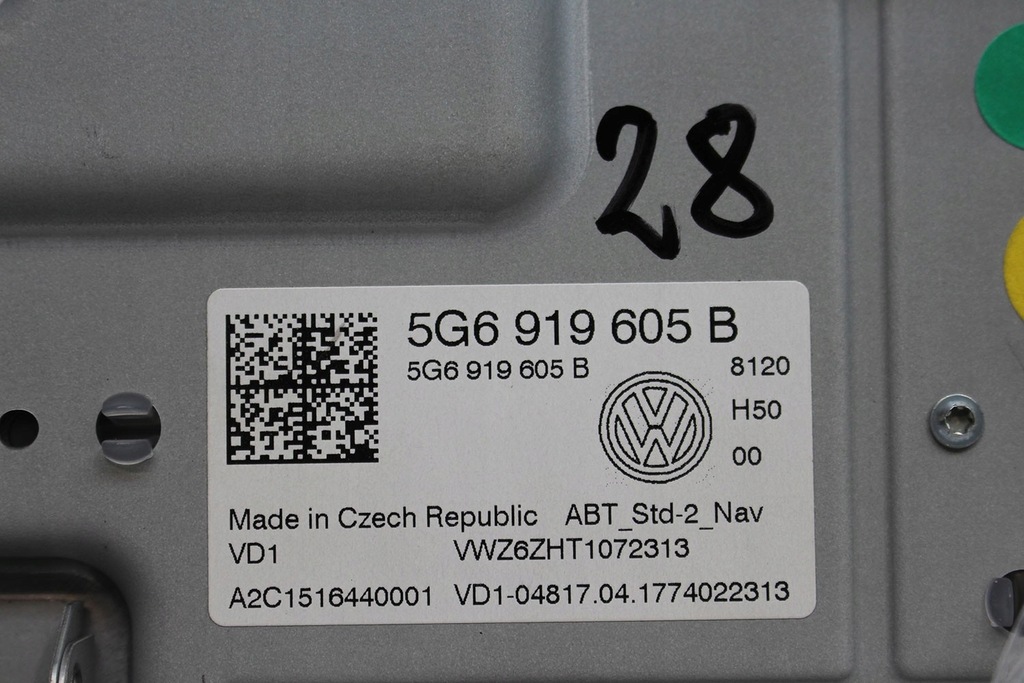 28
5G6 919 605 B
5G6 919 605 B
8120
H50
00
Made in Czech Republic ABT_Std-2_Nav
VD1 VWZ6ZHT1072313
A2C1516440001 VD1-04817.04.1774022313